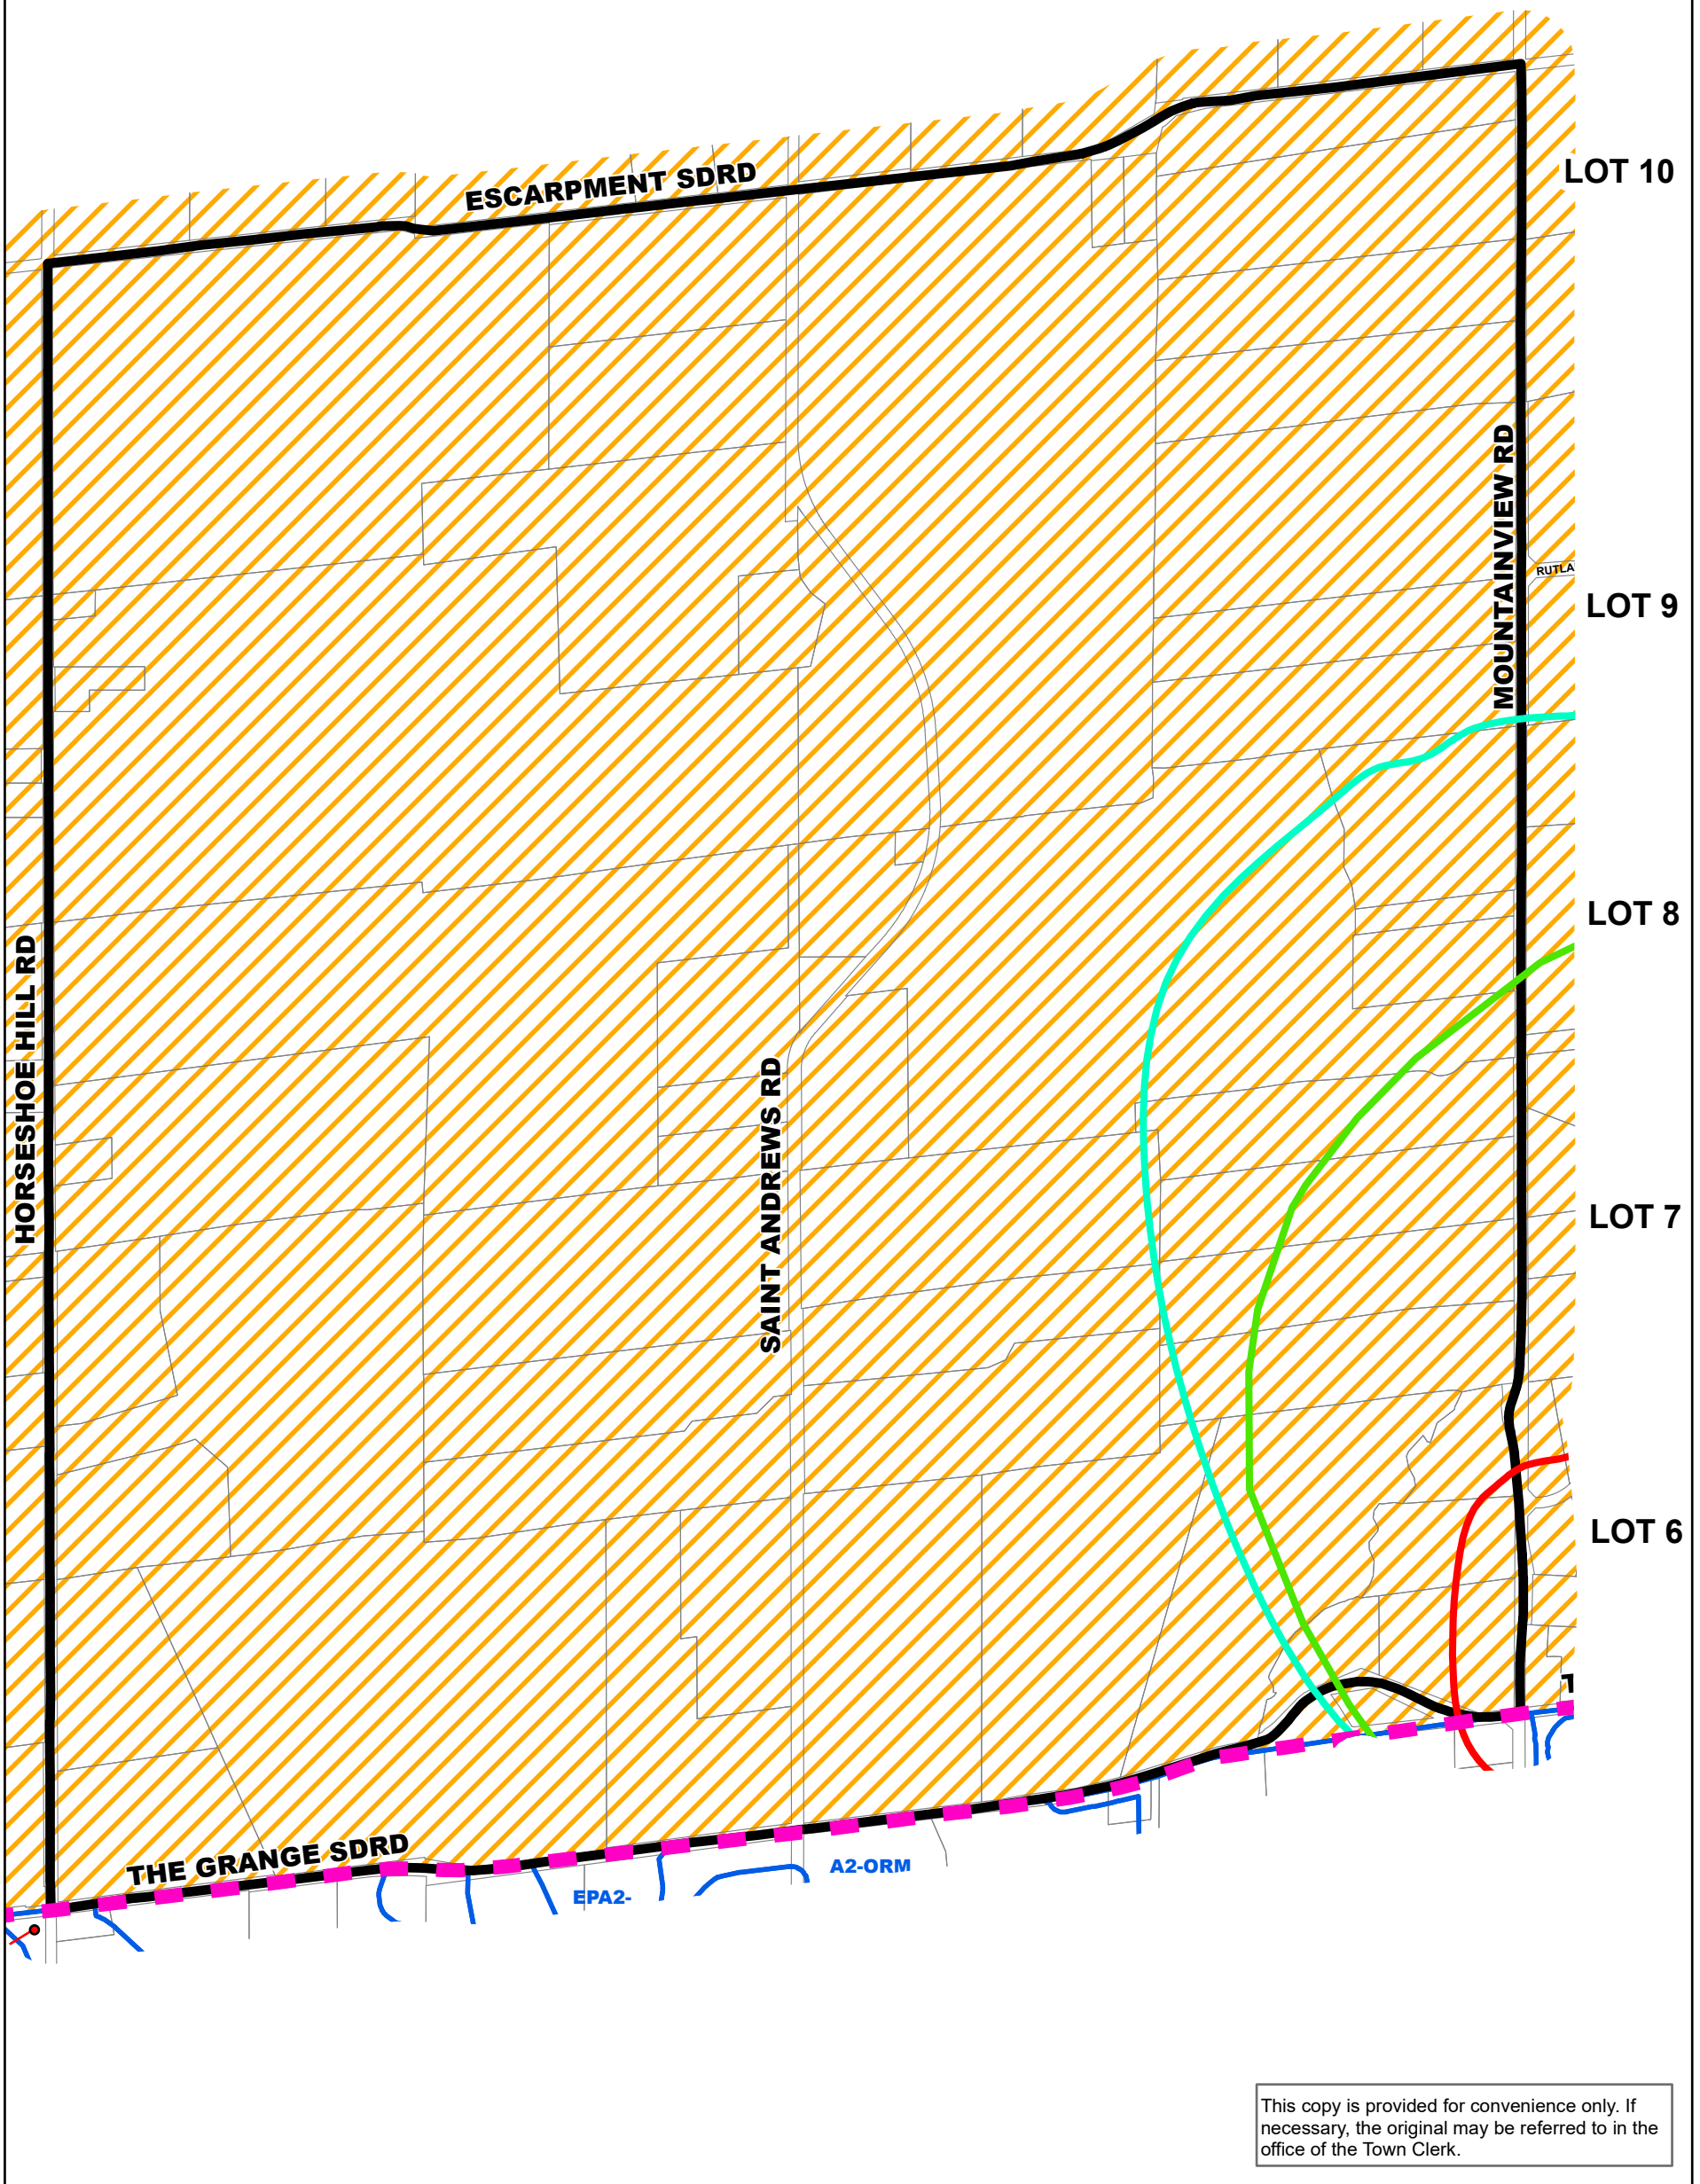 ESCARPMENT SDRD
LOT 10
MOUNTAINVIEW RD
RUTLA
LOT 9
LOT 8
HORSESHOE HILL RD
SAINT ANDREWS RD
LOT 7
LOT 6
T
THE GRANGE SDRD
A2-ORM
EPA2-
This copy is provided for convenience only. If
necessary, the original may be referred to in the
office of the Town Clerk.